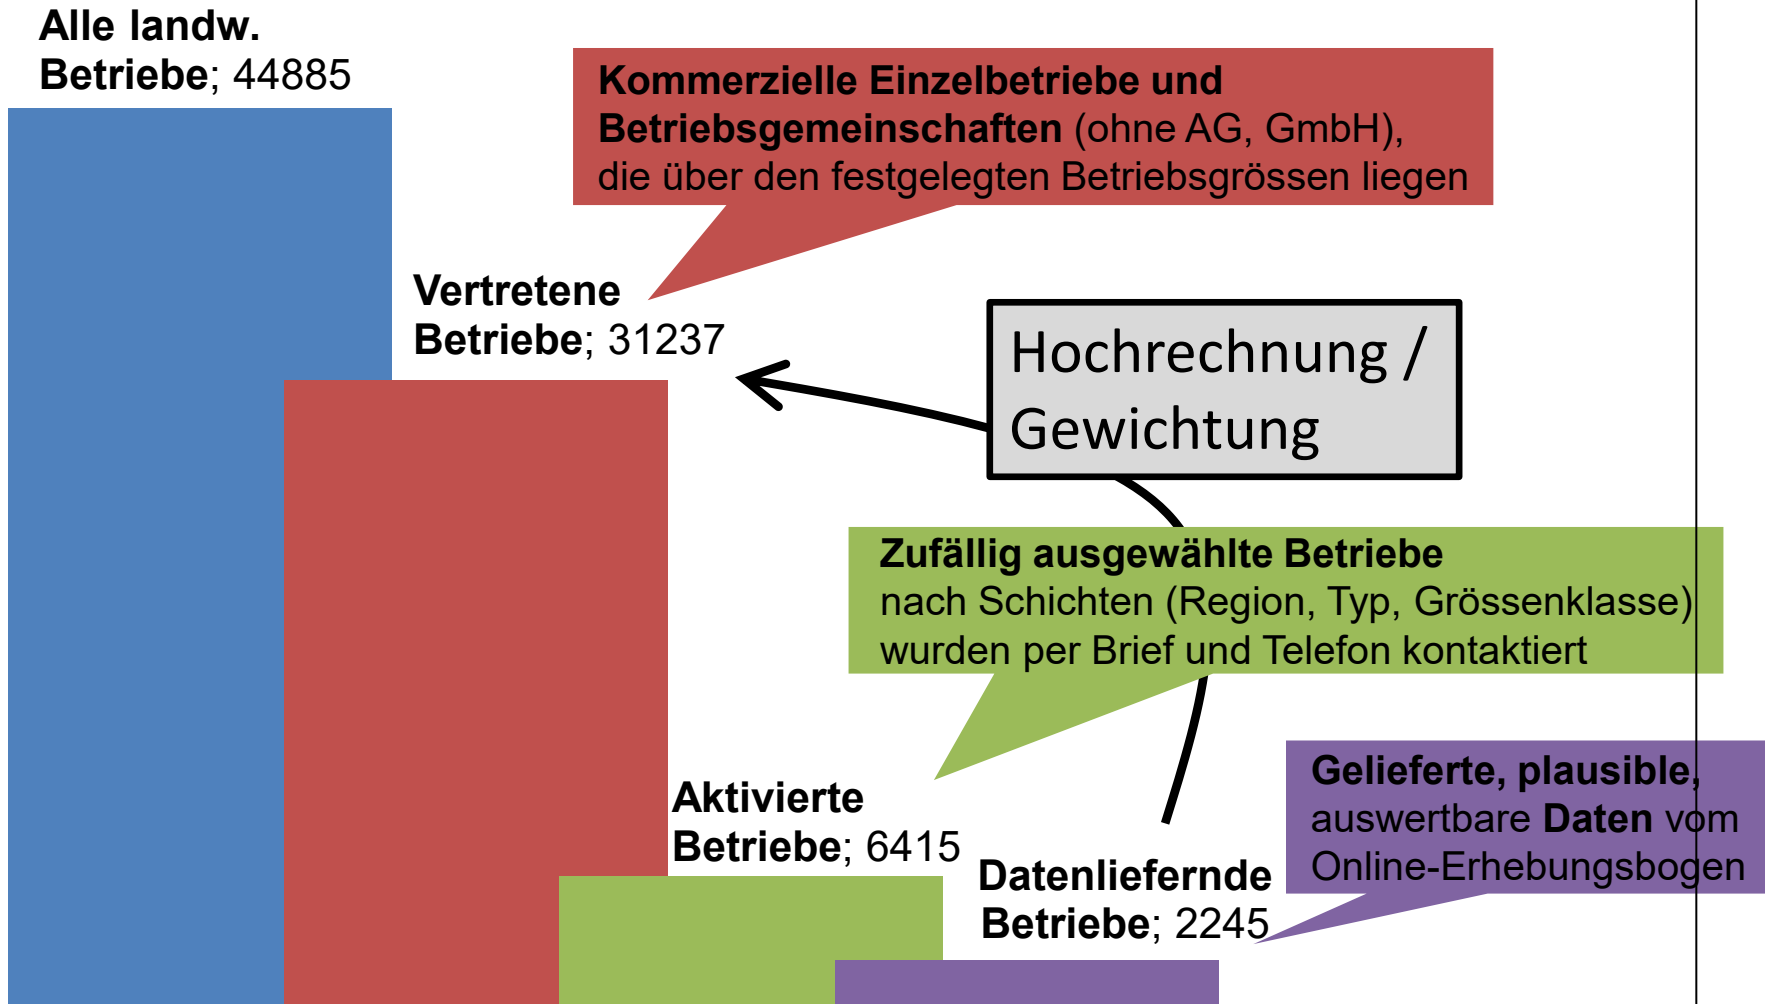 Alle landw.
Betriebe; 44885
Kommerzielle Einzelbetriebe und
Betriebsgemeinschaften (ohne AG, GmbH),
die über den festgelegten Betriebsgrössen liegen
Vertretene
Betriebe; 31237
Hochrechnung /
Gewichtung
Zufällig ausgewählte Betriebe
nach Schichten (Region, Typ, Grössenklasse)
wurden per Brief und Telefon kontaktiert
Aktivierte
Betriebe; 6415
Gelieferte, plausible,
auswertbare Daten vom
Online-Erhebungsbogen
Datenliefernde
Betriebe; 2245